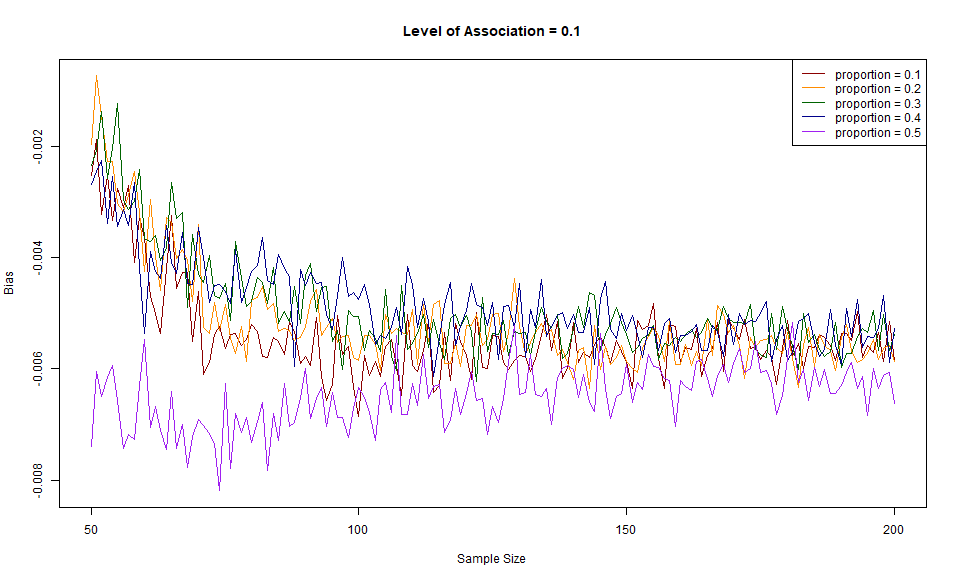 Level of Association = 0.1
proportion = 0.1
proportion = 0.2
proportion = 0.3
proportion = 0.4
proportion = 0.5
-0.002
-0.004
-0.006
-0.008
Bias
50
100
150
200
Sample Size